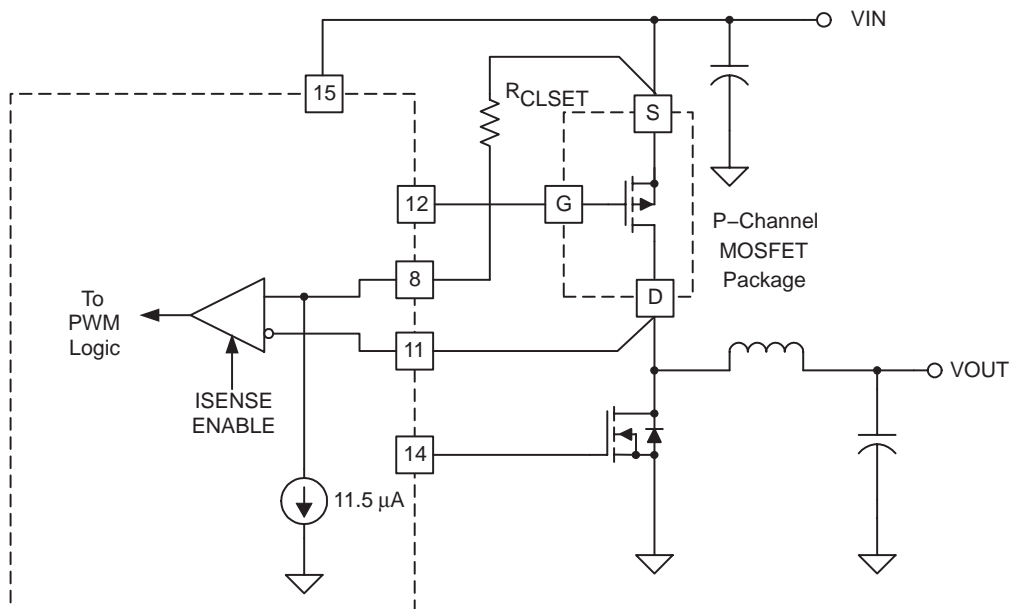 VIN
15
RCLSET
S
12
G
P−Channel
MOSFET
Package
8
D
To
PWM
Logic
11
ISENSE
ENABLE
VOUT
14
11.5 μA